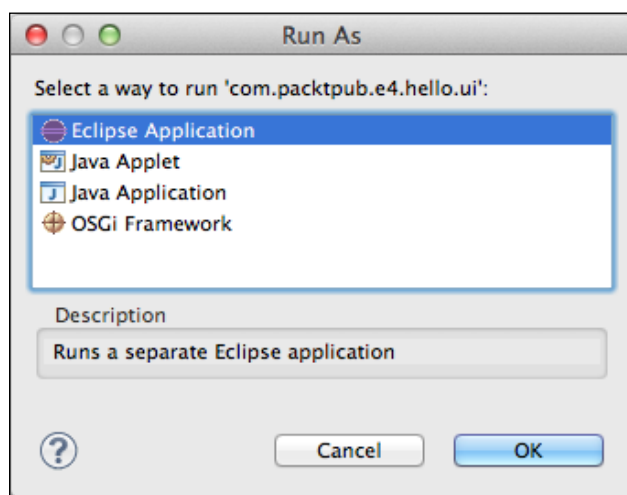 Run As
Select a way to run 'com.packtpub.e4.hello.ui':
Eclipse Application
Java Applet
Java Application
OSGi Framework
Description
Runs a separate Eclipse application
?
Cancel
OK